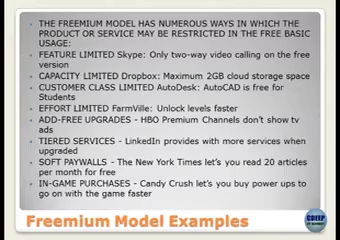 THE FREEMIUM MODEL HAS NUMEROUS WAYS IN WHICH THE
PRODUCT OR SERVICE MAY BE RESTRICTED IN THE FREE BASIC
USAGE:
FEATURE LIMITED Skype: Only two-way video calling on the free
version
CAPACITY LIMITED Dropbox: Maximum 2GB cloud storage space
CUSTOMER CLASS LIMITED AutoDesk: AutoCAD is free for
Students
EFFORT LIMITED FarmVille: Unlock levels faster
ADD-FREE UPGRADES - HBO Premium Channels don't show tv
ads
TIERED SERVICES - LinkedIn provides with more services when
upgraded
SOFT PAYWALLS - The New York Times let's you read 20 articles
per month for free
IN-GAME PURCHASES - Candy Crush let's you buy power ups to
go on with the game faster
Freemium Model Examples
CDEEP